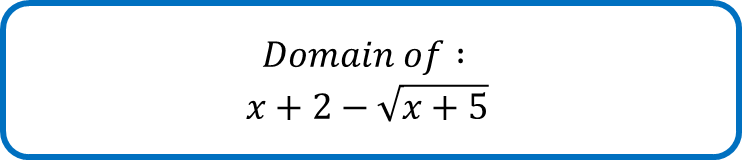 Domain of :
x + 2 − √x + 5